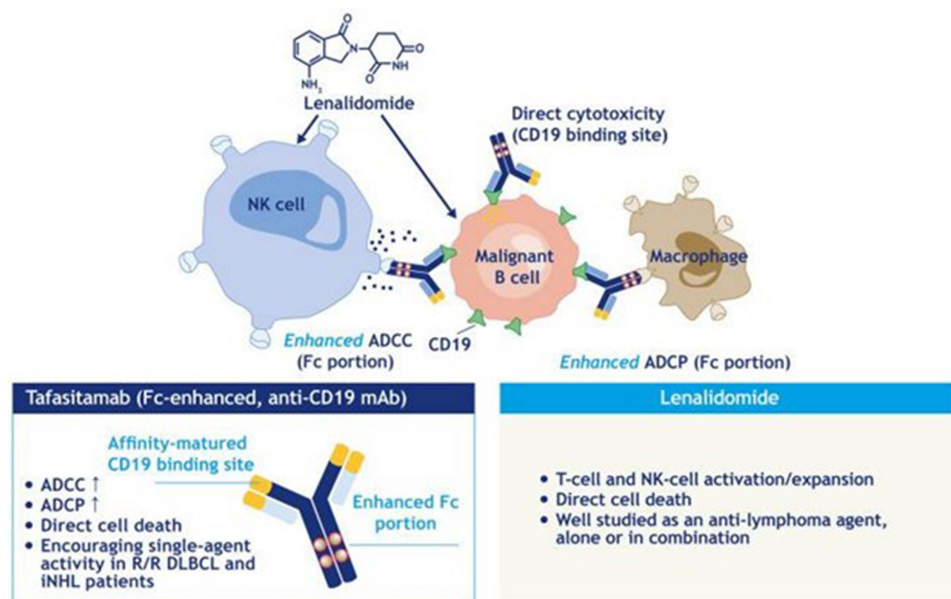 O
N
O
NH
O
NH2
Lenalidomide
Direct cytotoxicity
(CD19 binding site)
NK cell
Malignant
B cell
Macrophage
Enhanced ADCC
(Fc portion)
CD19
Enhanced ADCP (Fc portion)
Tafasitamab (Fc-enhanced, anti-CD19 mAb)
Affinity-matured
CD19 binding site
• ADCC ↑
• ADCP ↑
• Direct cell death
• Encouraging single-agent
activity in R/R DLBCL and
iNHL patients
Enhanced Fc
portion
Lenalidomide
• T-cell and NK-cell activation/expansion
• Direct cell death
• Well studied as an anti-lymphoma agent,
alone or in combination